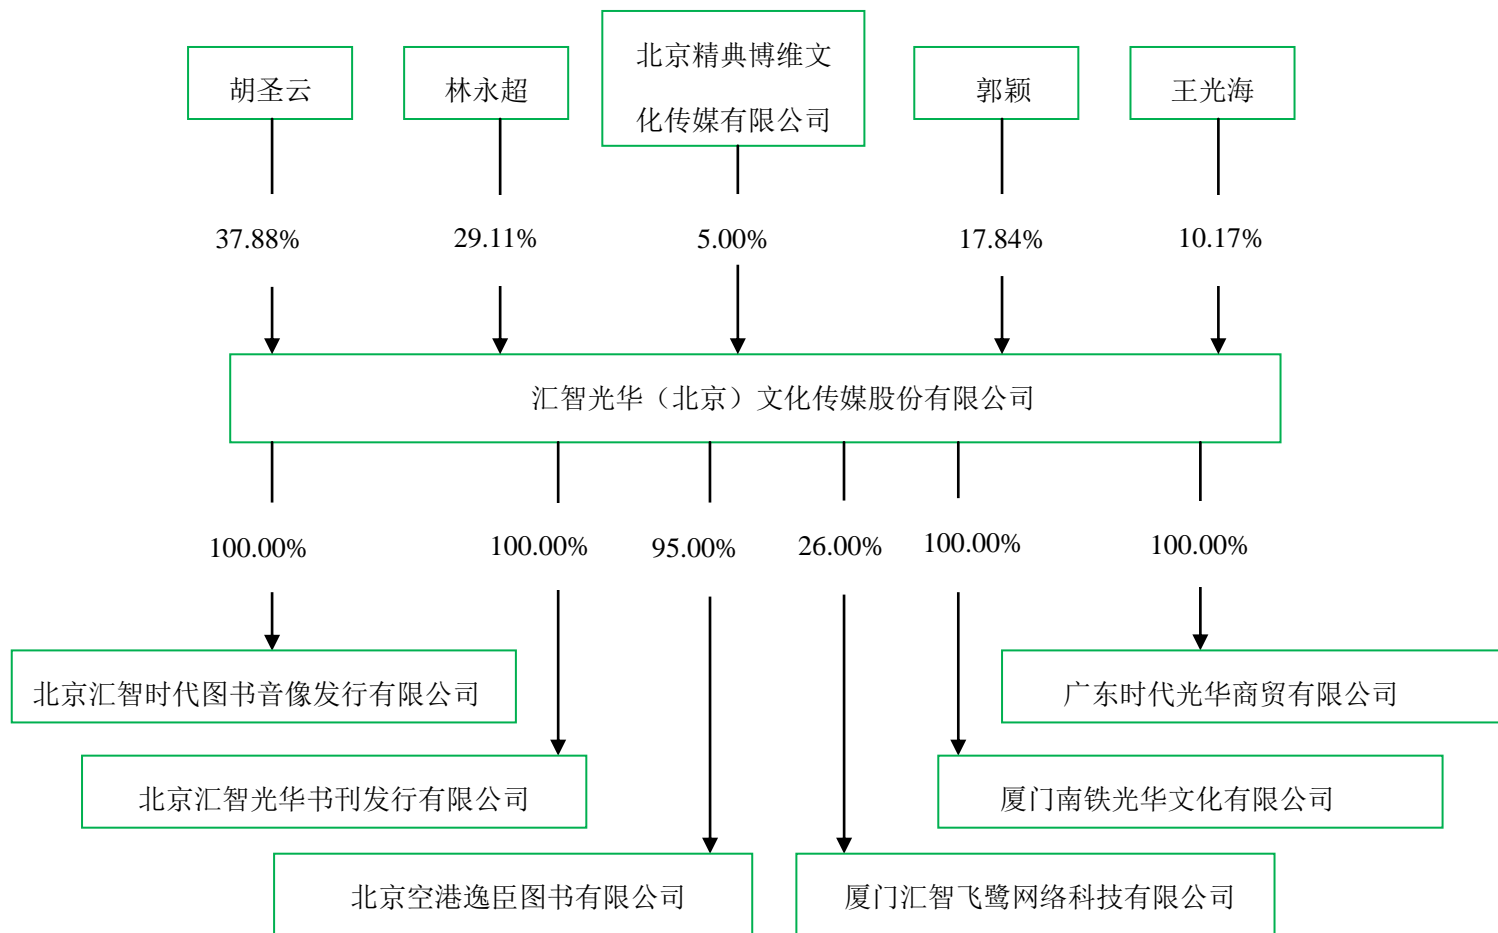 胡圣云
林永超
北京精典博维文
化传媒有限公司
郭颖
王光海
37.88%
29.11%
5.00%
17.84%
10.17%
汇智光华（北京）文化传媒股份有限公司
100.00%
100.00%
95.00%
26.00%
100.00%
100.00%
北京汇智时代图书音像发行有限公司
广东时代光华商贸有限公司
北京汇智光华书刊发行有限公司
厦门南铁光华文化有限公司
北京空港逸臣图书有限公司
厦门汇智飞鹭网络科技有限公司